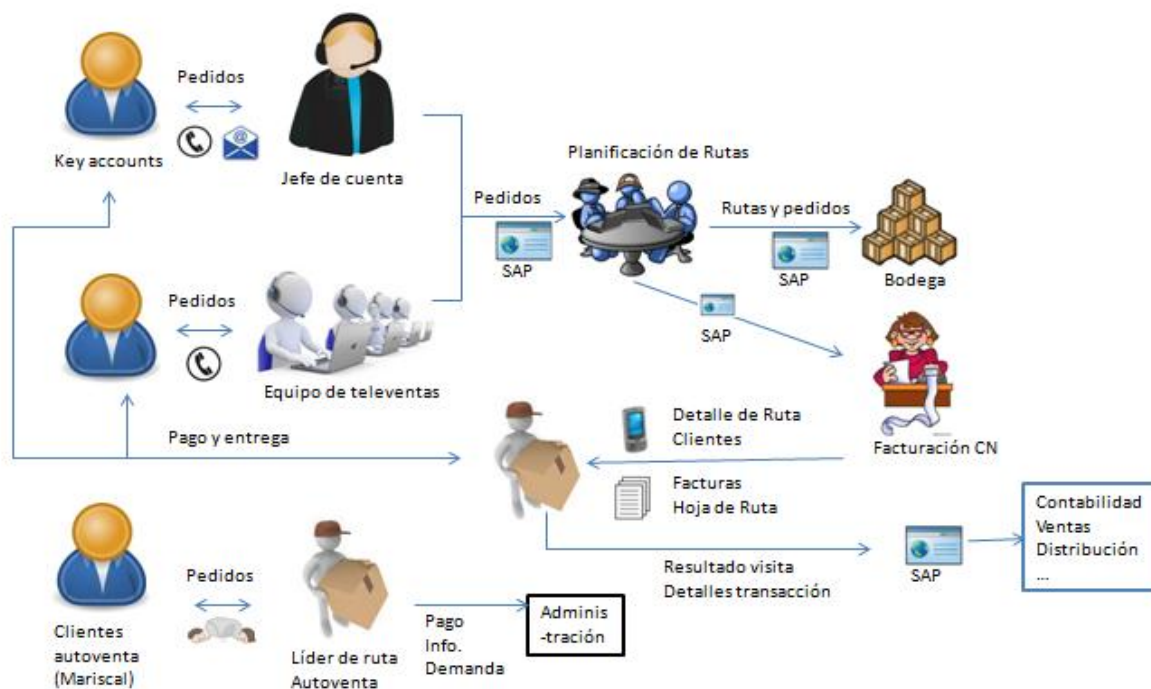 Pedidos
Key accounts
Jefe de cuenta
Planificación de Rutas
Pedidos
SAP
Rutas y pedidos
SAP
Bodega
SAP
Pedidos
Equipo de televentas
Pago y entrega
Detalle de Ruta
Clientes
Facturas
Hoja de Ruta
Facturación CN
Resultado visita
Detalles transacción
SAP
Contabilidad
Ventas
Distribución
...
Pedidos
Clientes
autoventa
(Mariscal)
Líder de ruta
Autoventa
Pago
Info.
Demanda
Adminis
-tración